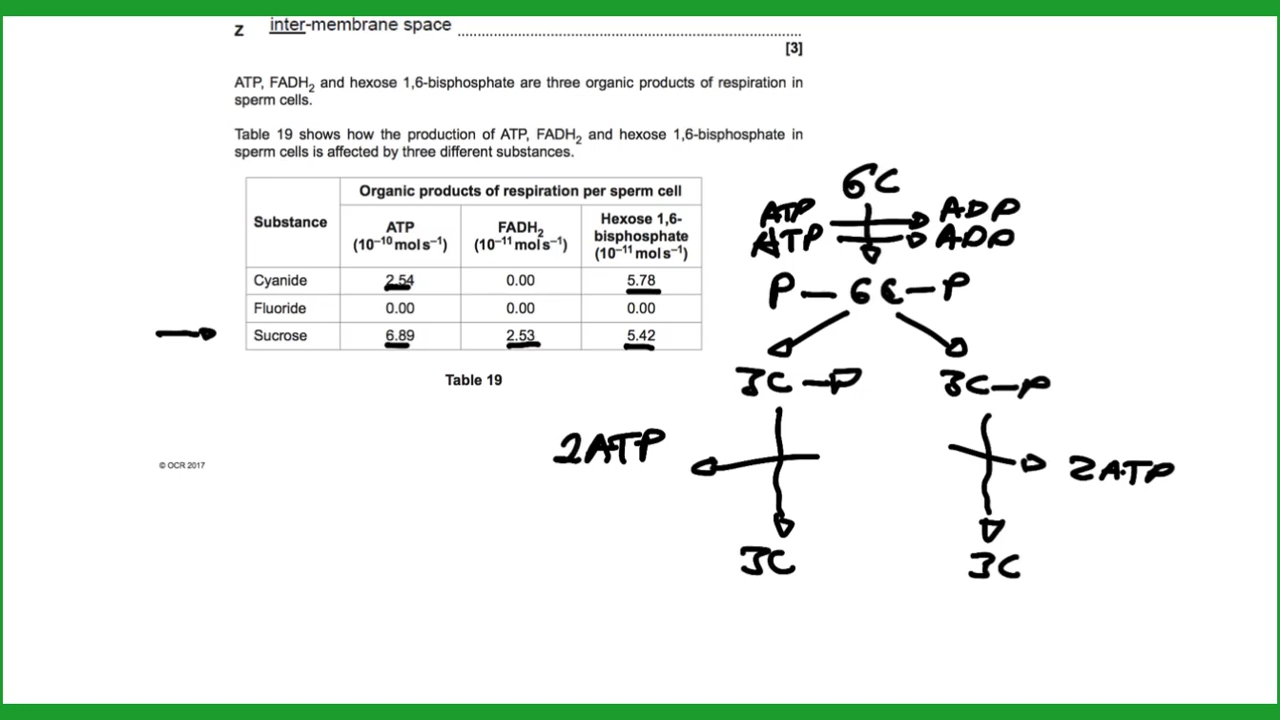 Z inter-membrane space ..........................................................................
[3]
ATP, FADH₂ and hexose 1,6-bisphosphate are three organic products of respiration in
sperm cells.
Table 19 shows how the production of ATP, FADH₂ and hexose 1,6-bisphosphate in
sperm cells is affected by three different substances.
Substance
Organic products of respiration per sperm cell
ATP
(10⁻¹⁰ mol s⁻¹)
FADH₂
(10⁻¹¹ mol s⁻¹)
Hexose 1,6-
bisphosphate
(10⁻¹¹ mol s⁻¹)
Cyanide 2.54 0.00 5.78
Fluoride 0.00 0.00 0.00
Sucrose 6.89 2.53 5.42
Table 19
© OCR 2017
6C
ATP ADP
ATP ADP
P – 6C – P
3C – P 3C – P
2ATP 2ATP
3C 3C